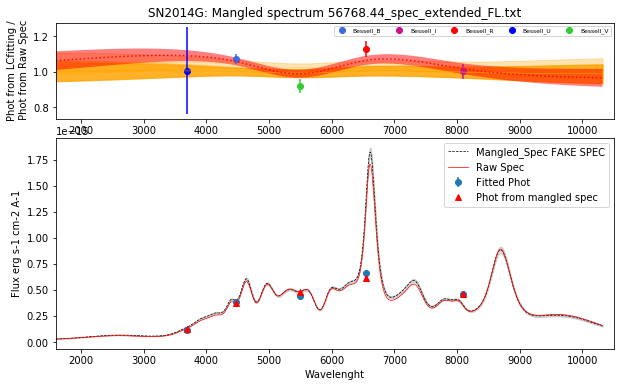 SN2014G: Mangled spectrum 56768.44_spec_extended_FL.txt
Phot from LCfitting /
Phot from Raw Spec
1.2
1.0
0.8
Bessell_B
Bessell_I
Bessell_R
Bessell_U
Bessell_V
2000 3000 4000 5000 6000 7000 8000 9000 10000
Flux erg s-1 cm-2 A-1
1.75
1.50
1.25
1.00
0.75
0.50
0.25
0.00
Mangled_Spec FAKE SPEC
Raw Spec
Fitted Phot
Phot from mangled spec
2000 3000 4000 5000 6000 7000 8000 9000 10000
Wavelenght